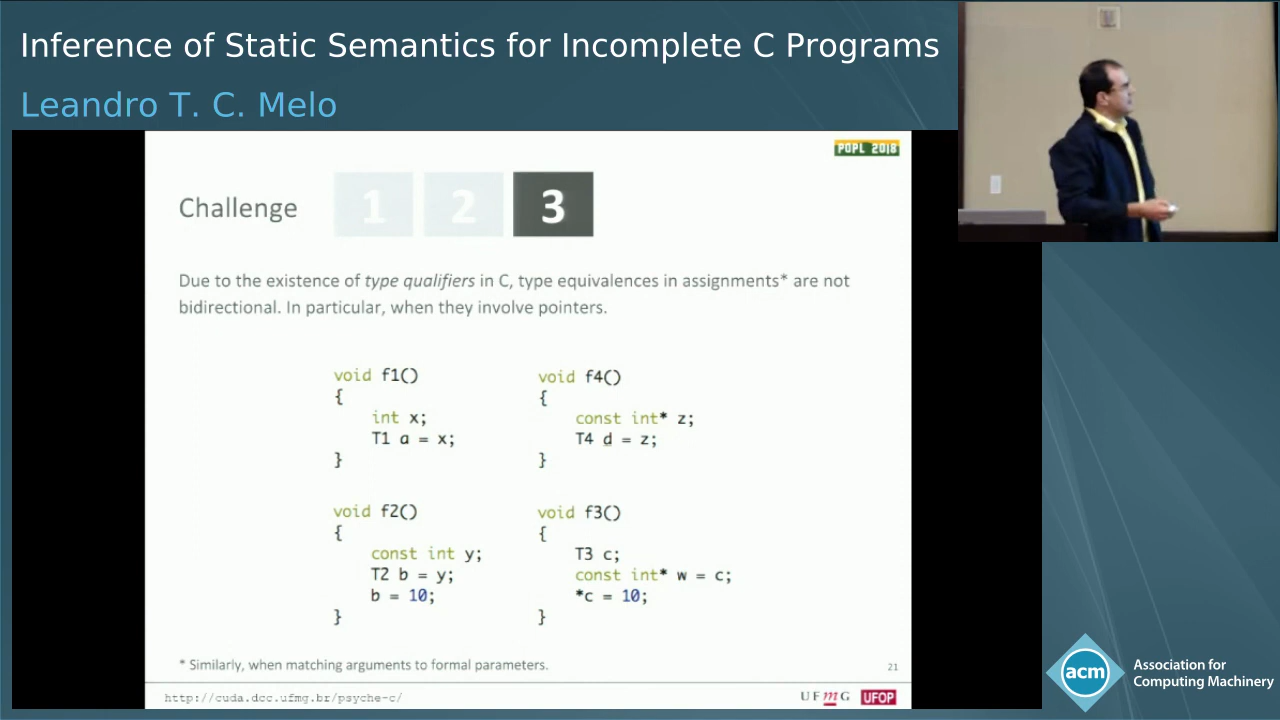 Inference of Static Semantics for Incomplete C Programs
Leandro T. C. Melo
POPL 2018
Challenge 1 2 3
Due to the existence of type qualifiers in C, type equivalences in assignments* are not
bidirectional. In particular, when they involve pointers.
void f1()
{
int x;
T1 a = x;
}
void f4()
{
const int* z;
T4 d = z;
}
void f2()
{
const int y;
T2 b = y;
b = 10;
}
void f3()
{
T3 c;
const int* w = c;
*c = 10;
}
* Similarly, when matching arguments to formal parameters.
21
http://cuda.dcc.ufmg.br/psyche-c/
UFmG UFOP
acm Association for
Computing Machinery